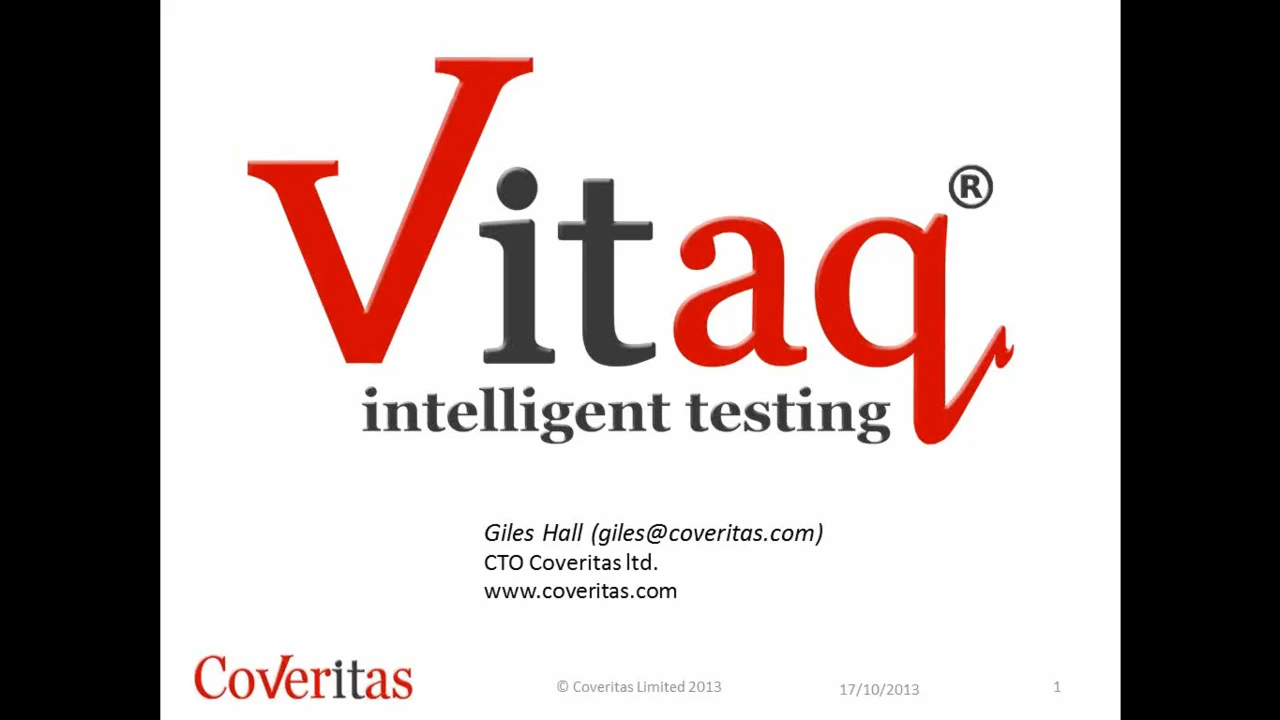 Vitaq®
intelligent testing
Giles Hall (giles@coveritas.com)
CTO Coveritas ltd.
www.coveritas.com
CoVeritas
© Coveritas Limited 2013
17/10/2013
1